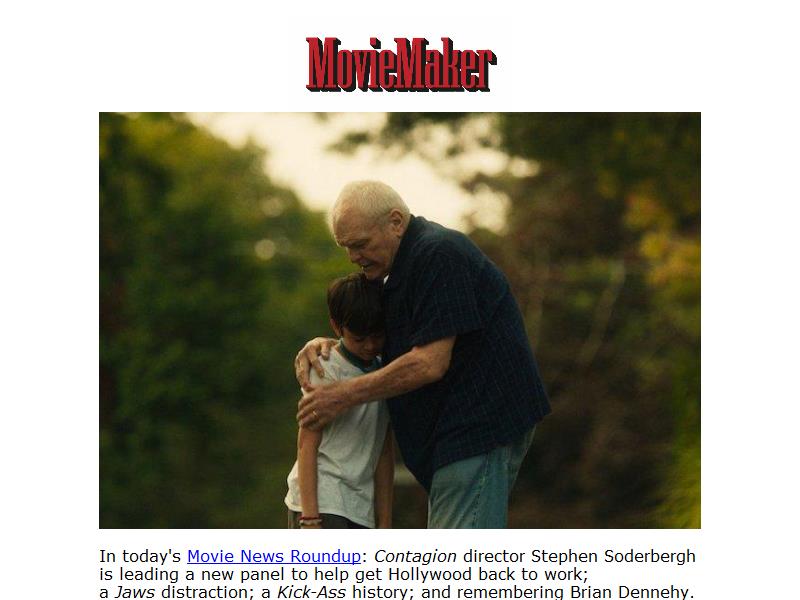 MovieMaker
In today's Movie News Roundup: Contagion director Stephen Soderbergh
is leading a new panel to help get Hollywood back to work;
a Jaws distraction; a Kick-Ass history; and remembering Brian Dennehy.